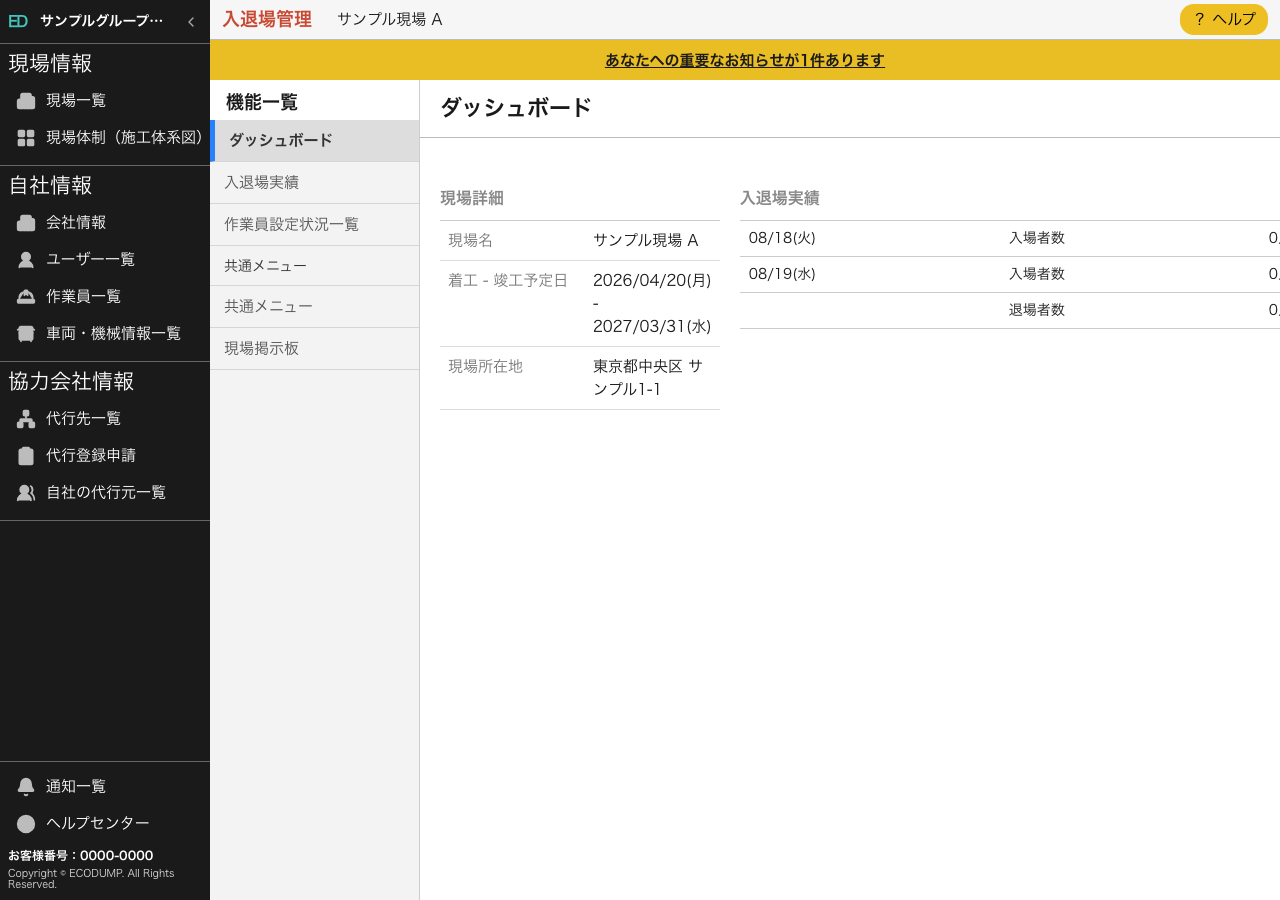 ED サンプルグループ…
現場情報
現場一覧
現場体制（施工体系図）
自社情報
会社情報
ユーザー一覧
作業員一覧
車両・機械情報一覧
協力会社情報
代行先一覧
代行登録申請
自社の代行元一覧
通知一覧
ヘルプセンター
お客様番号：0000-0000
Copyright © ECODUMP. All Rights
Reserved.
入退場管理 サンプル現場 A
？ ヘルプ
あなたへの重要なお知らせが1件あります
機能一覧
ダッシュボード
入退場実績
作業員設定状況一覧
共通メニュー
共通メニュー
現場掲示板
ダッシュボード
現場詳細
現場名 サンプル現場 A
着工 - 竣工予定日 2026/04/20(月)
-
2027/03/31(水)
現場所在地 東京都中央区 サ
ンプル1-1
入退場実績
08/18(火) 入場者数 0
08/19(水) 入場者数 0
退場者数 0